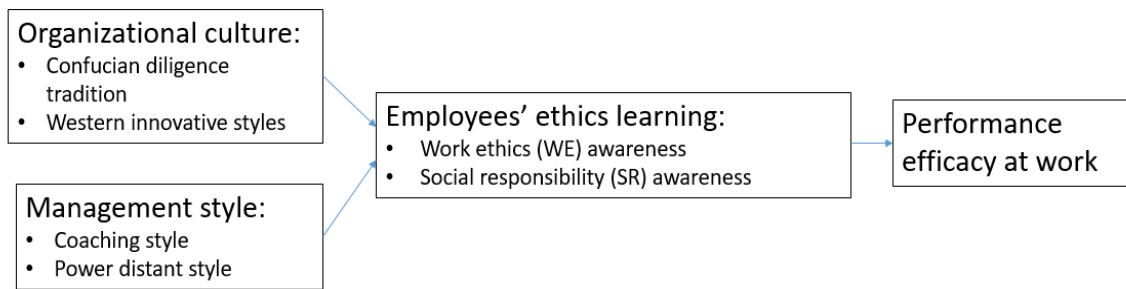 Organizational culture:
• Confucian diligence
tradition
• Western innovative styles
Management style:
• Coaching style
• Power distant style
Employees’ ethics learning:
• Work ethics (WE) awareness
• Social responsibility (SR) awareness
Performance
efficacy at work